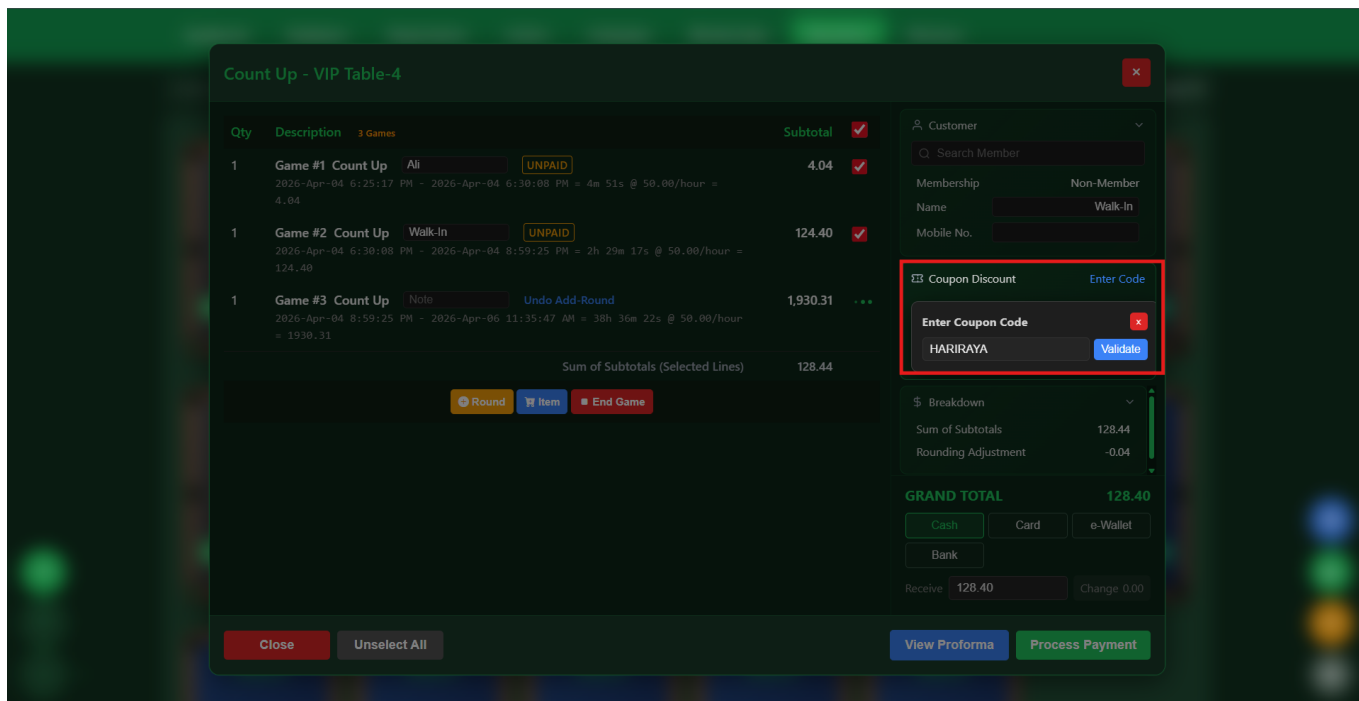 Count Up - VIP Table-4
×
Qty Description 3 Games Subtotal
1 Game #1 Count Up Ali UNPAID 4.04
2026-Apr-04 6:25:17 PM - 2026-Apr-04 6:30:08 PM = 4m 51s @ 50.00/hour =
4.04
1 Game #2 Count Up Walk-In UNPAID 124.40
2026-Apr-04 6:30:08 PM - 2026-Apr-04 8:59:25 PM = 2h 29m 17s @ 50.00/hour =
124.40
1 Game #3 Count Up Note Undo Add-Round 1,930.31
2026-Apr-04 8:59:25 PM - 2026-Apr-06 11:35:47 AM = 38h 36m 22s @ 50.00/hour
= 1930.31
Sum of Subtotals (Selected Lines) 128.44
Round Item End Game
Customer
Search Member
Membership Non-Member
Name Walk-In
Mobile No.
Coupon Discount Enter Code
Enter Coupon Code x
HARIRAYA Validate
$ Breakdown
Sum of Subtotals 128.44
Rounding Adjustment -0.04
GRAND TOTAL 128.40
Cash Card e-Wallet
Bank
Receive 128.40 Change 0.00
Close Unselect All View Proforma Process Payment